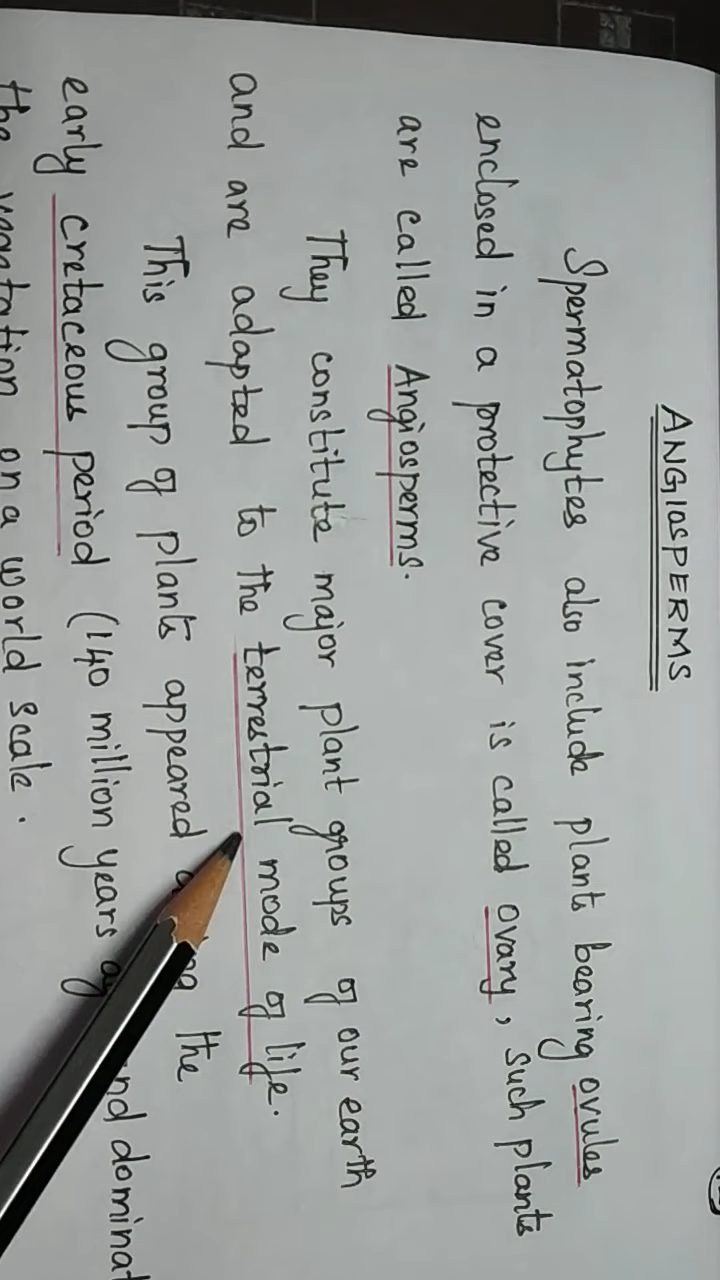 ANGIOSPERMS
Spermatophytes also include plants bearing ovules
enclosed in a protective cover is called ovary, such plants
are called Angiosperms.
They constitute major plant groups of our earth
and are adapted to the terrestrial mode of life.
This group of plants appeared the
early cretaceous period (140 million years
the on a world scale.